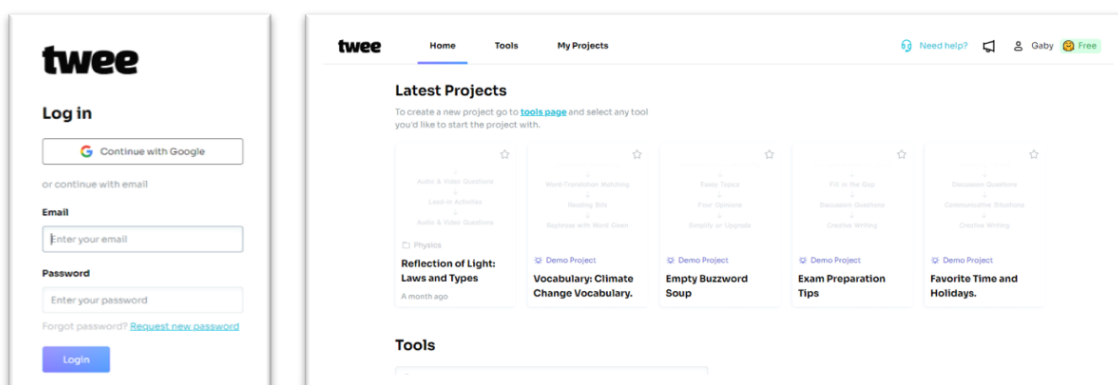 twee
Log in
Continue with Google
or continue with email
Email
Enter your email
Password
Enter your password
Forgot password? Request new password
Login
twee
Home
Tools
My Projects
Need help?
Gaby
Free
Latest Projects
To create a new project go to tools page and select any tool
you'd like to start the project with.
Audio & Video Questions
Lead-in Activities
Audio & Video Questions
Physics
Reflection of Light:
Laws and Types
A month ago
Word-Translation Matching
Reading Bits
Rephrase with Word Given
Demo Project
Vocabulary: Climate
Change Vocabulary.
Essay Topics
Four Opinions
Simplify or Upgrade
Demo Project
Empty Buzzword
Soup
Fill in the Gap
Discussion Questions
Creative Writing
Demo Project
Exam Preparation
Tips
Discussion Questions
Communicative Situations
Creative Writing
Demo Project
Favorite Time and
Holidays.
Tools